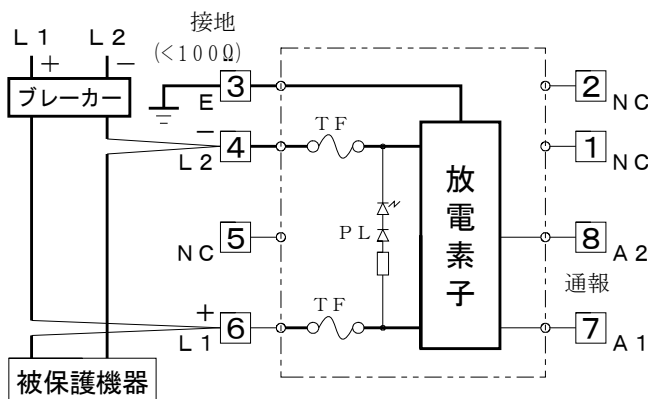 接地
(<100Ω)
L1 L2
+ −
ブレーカー
3
E
2
NC
TF
−
4
L2
1
NC
放電素子
5
NC
PL
8
A2
通報
TF
+
6
L1
7
A1
被保護機器